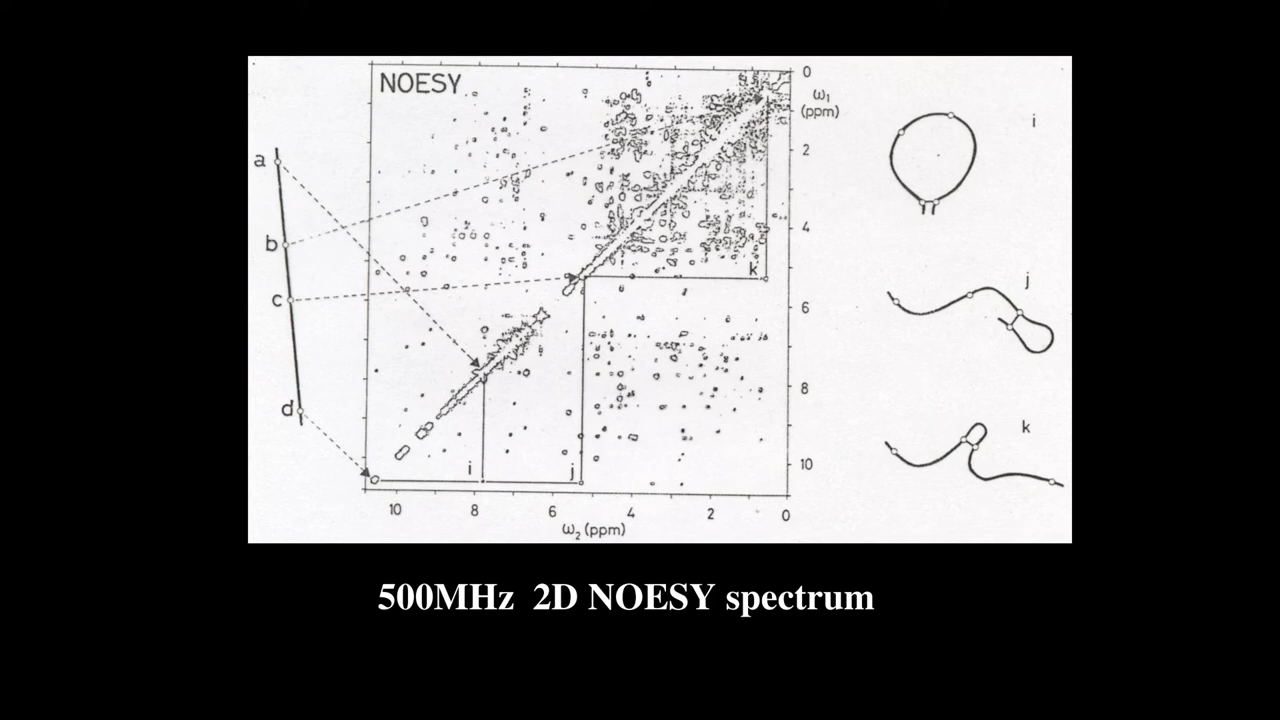 NOESY
0
ω₁
(ppm)
2
4
6
8
10
a
b
c
d
i
j
k
10
8
6
4
2
0
ω₂ (ppm)
i
j
k
500MHz 2D NOESY spectrum